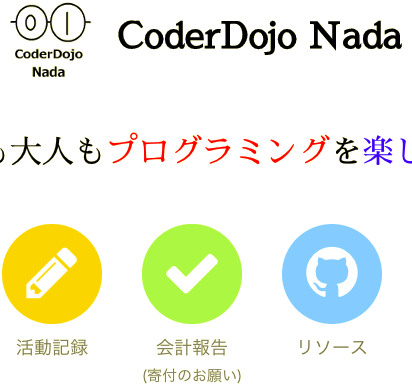 CoderDojo
Nada
CoderDojo Nada
も大人もプログラミングを楽し
活動記録
会計報告
(寄付のお願い)
リソース